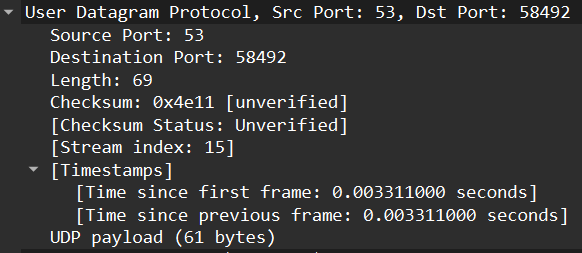 User Datagram Protocol, Src Port: 53, Dst Port: 58492
Source Port: 53
Destination Port: 58492
Length: 69
Checksum: 0x4e11 [unverified]
[Checksum Status: Unverified]
[Stream index: 15]
[Timestamps]
[Time since first frame: 0.003311000 seconds]
[Time since previous frame: 0.003311000 seconds]
UDP payload (61 bytes)